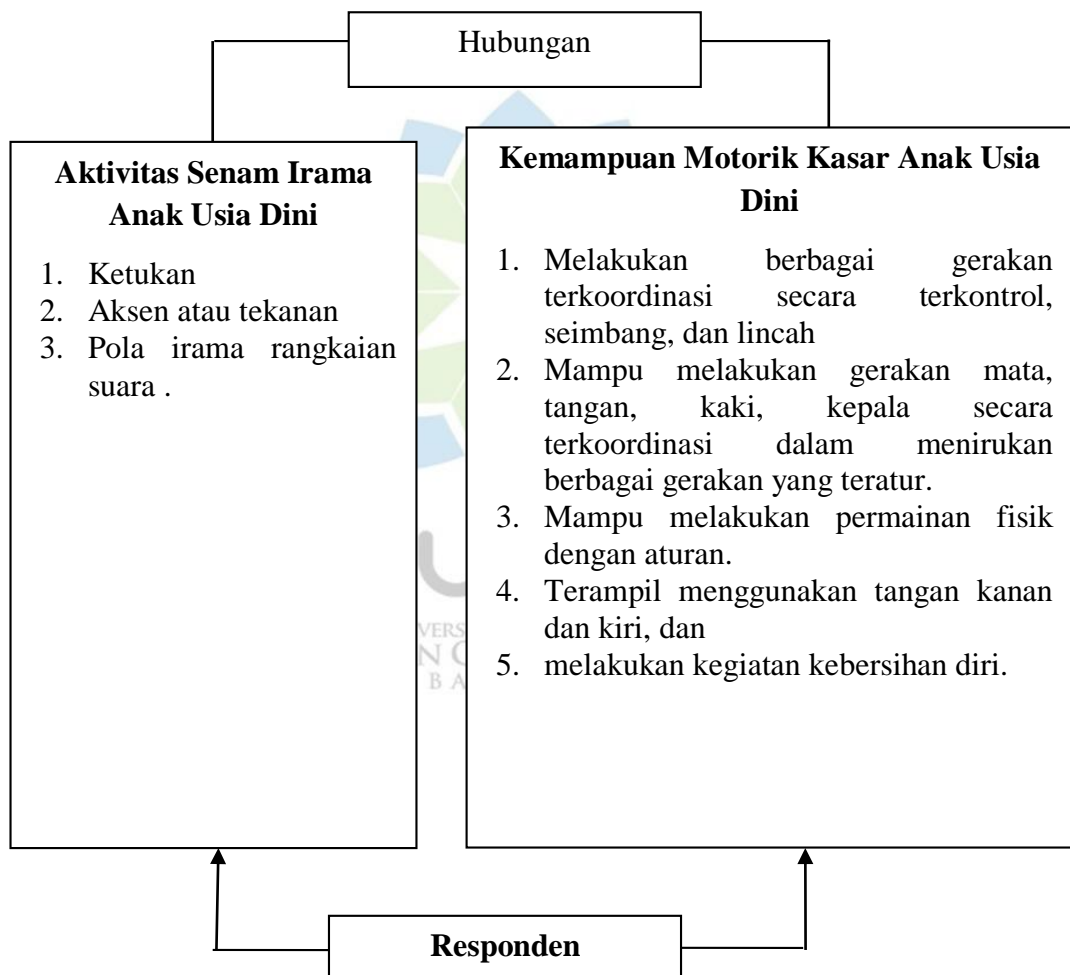 Hubungan
Aktivitas Senam Irama
Anak Usia Dini
1. Ketukan
2. Aksen atau tekanan
3. Pola irama rangkaian
suara .
Kemampuan Motorik Kasar Anak Usia
Dini
1. Melakukan berbagai gerakan
terkoordinasi secara terkontrol,
seimbang, dan lincah
2. Mampu melakukan gerakan mata,
tangan, kaki, kepala secara
terkoordinasi dalam menirukan
berbagai gerakan yang teratur.
3. Mampu melakukan permainan fisik
dengan aturan.
4. Terampil menggunakan tangan kanan
dan kiri, dan
5. melakukan kegiatan kebersihan diri.
Responden